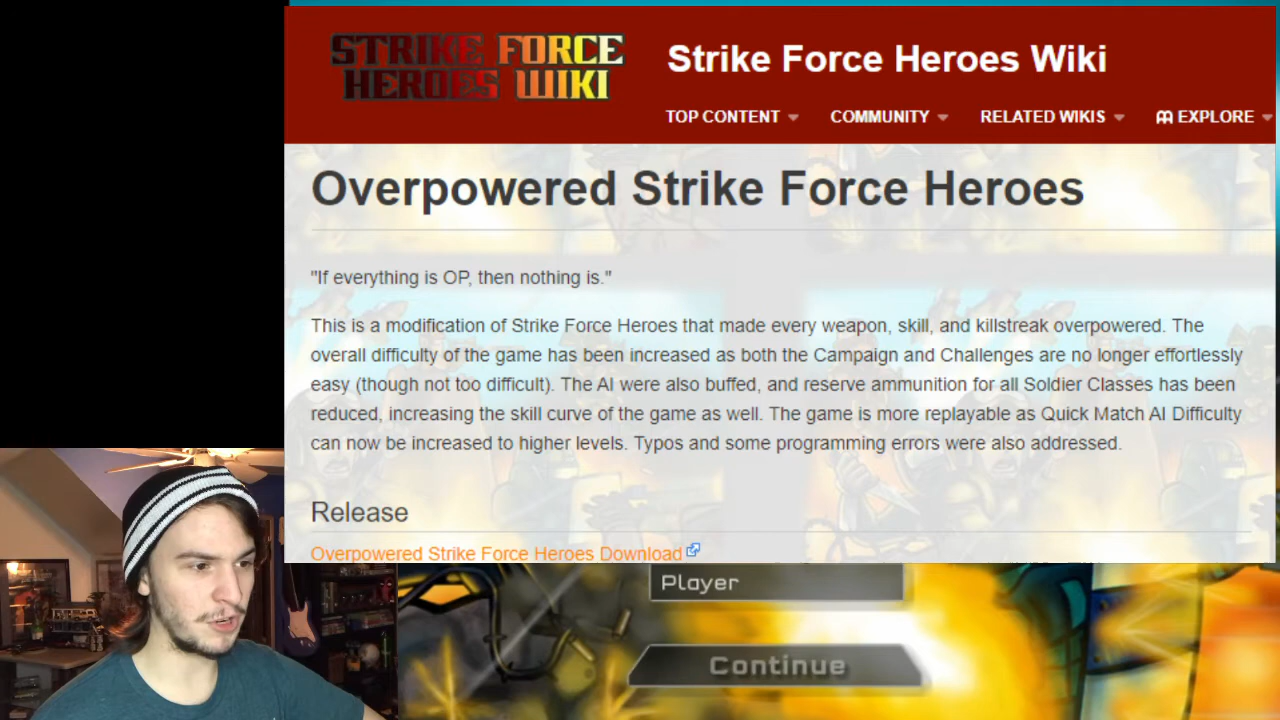 STRIKE FORCE
HEROES WIKI
Strike Force Heroes Wiki
TOP CONTENT
COMMUNITY
RELATED WIKIS
EXPLORE
Overpowered Strike Force Heroes
"If everything is OP, then nothing is."
This is a modification of Strike Force Heroes that made every weapon, skill, and killstreak overpowered. The
overall difficulty of the game has been increased as both the Campaign and Challenges are no longer effortlessly
easy (though not too difficult). The AI were also buffed, and reserve ammunition for all Soldier Classes has been
reduced, increasing the skill curve of the game as well. The game is more replayable as Quick Match AI Difficulty
can now be increased to higher levels. Typos and some programming errors were also addressed.
Release
Overpowered Strike Force Heroes Download
Player
Continue